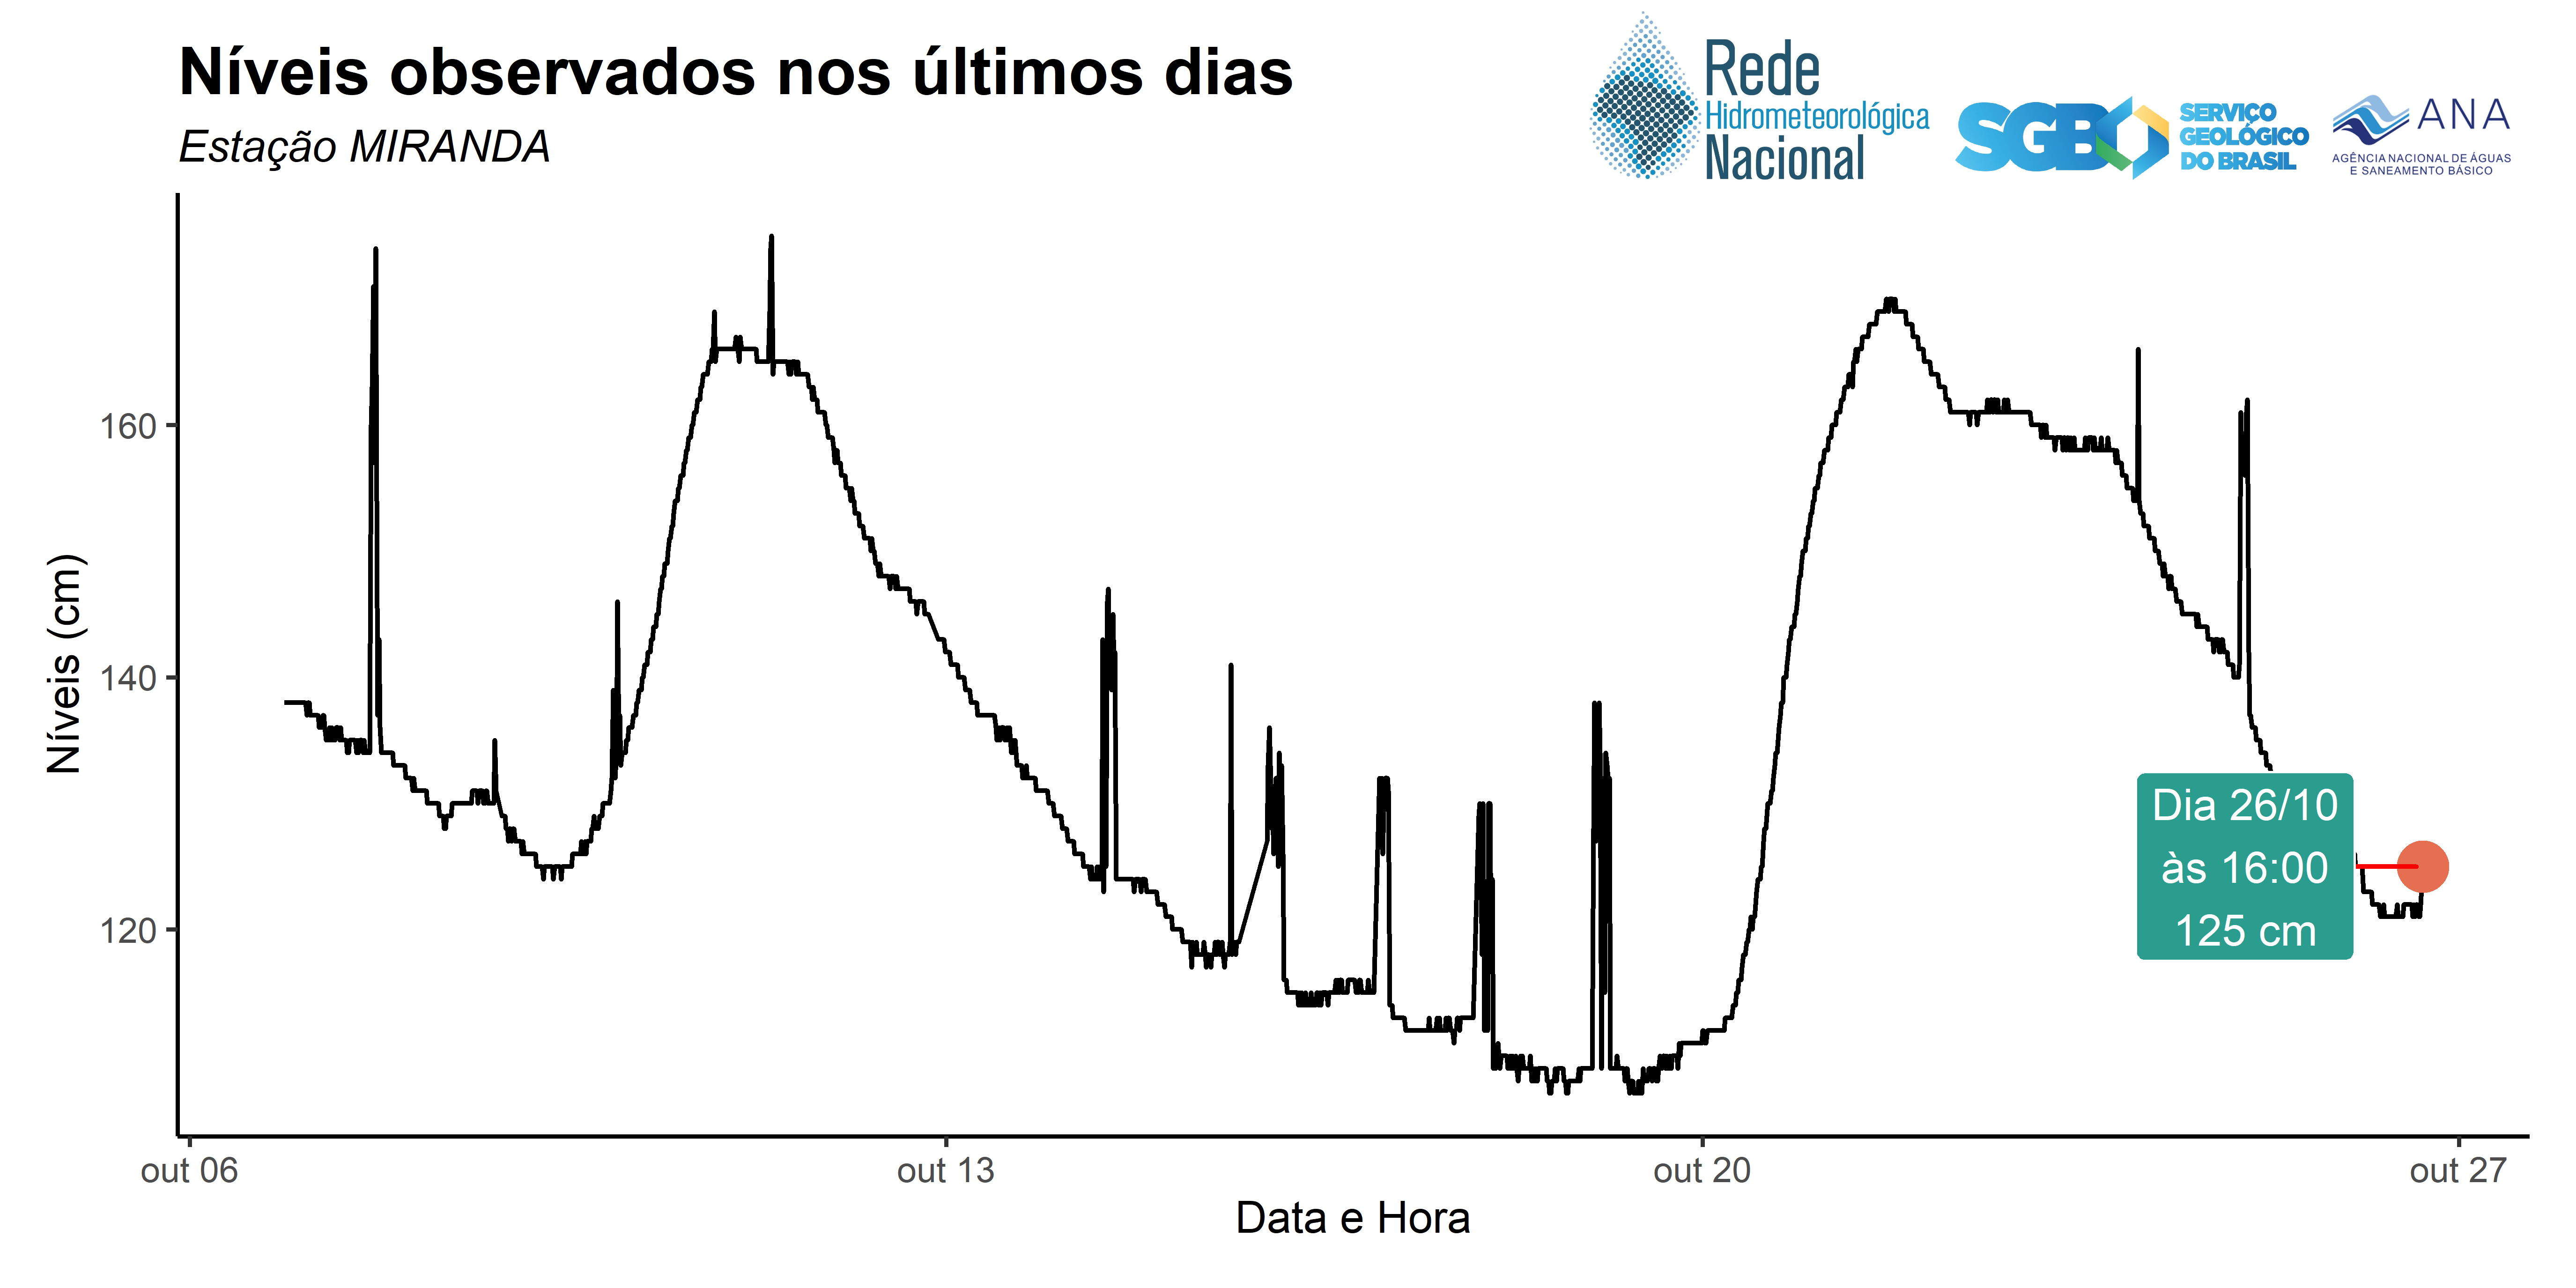 Níveis observados nos últimos dias
Estação MIRANDA
Rede
Hidrometeorológica
Nacional
SGB
SERVIÇO
GEOLÓGICO
DO BRASIL
ANA
AGÊNCIA NACIONAL DE ÁGUAS
E SANEAMENTO BÁSICO
Níveis (cm)
160
140
120
Dia 26/10
às 16:00
125 cm
out 06
out 13
out 20
out 27
Data e Hora